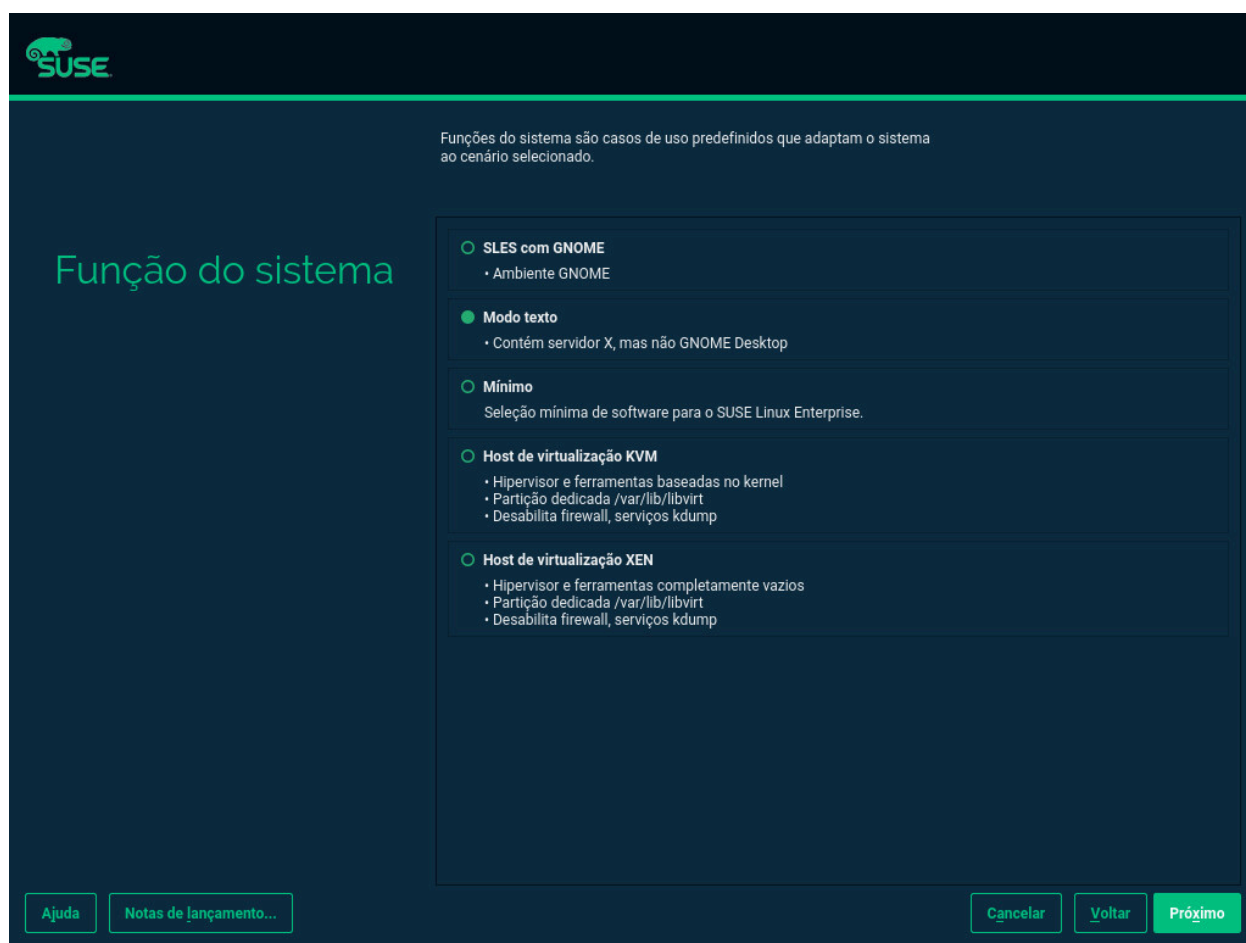 SUSE
Funções do sistema são casos de uso predefinidos que adaptam o sistema
ao cenário selecionado.
Função do sistema
SLES com GNOME
• Ambiente GNOME
Modo texto
• Contém servidor X, mas não GNOME Desktop
Mínimo
Seleção mínima de software para o SUSE Linux Enterprise.
Host de virtualização KVM
• Hipervisor e ferramentas baseadas no kernel
• Partição dedicada /var/lib/libvirt
• Desabilita firewall, serviços kdump
Host de virtualização XEN
• Hipervisor e ferramentas completamente vazios
• Partição dedicada /var/lib/libvirt
• Desabilita firewall, serviços kdump
Ajuda
Notas de lançamento...
Cancelar
Voltar
Próximo